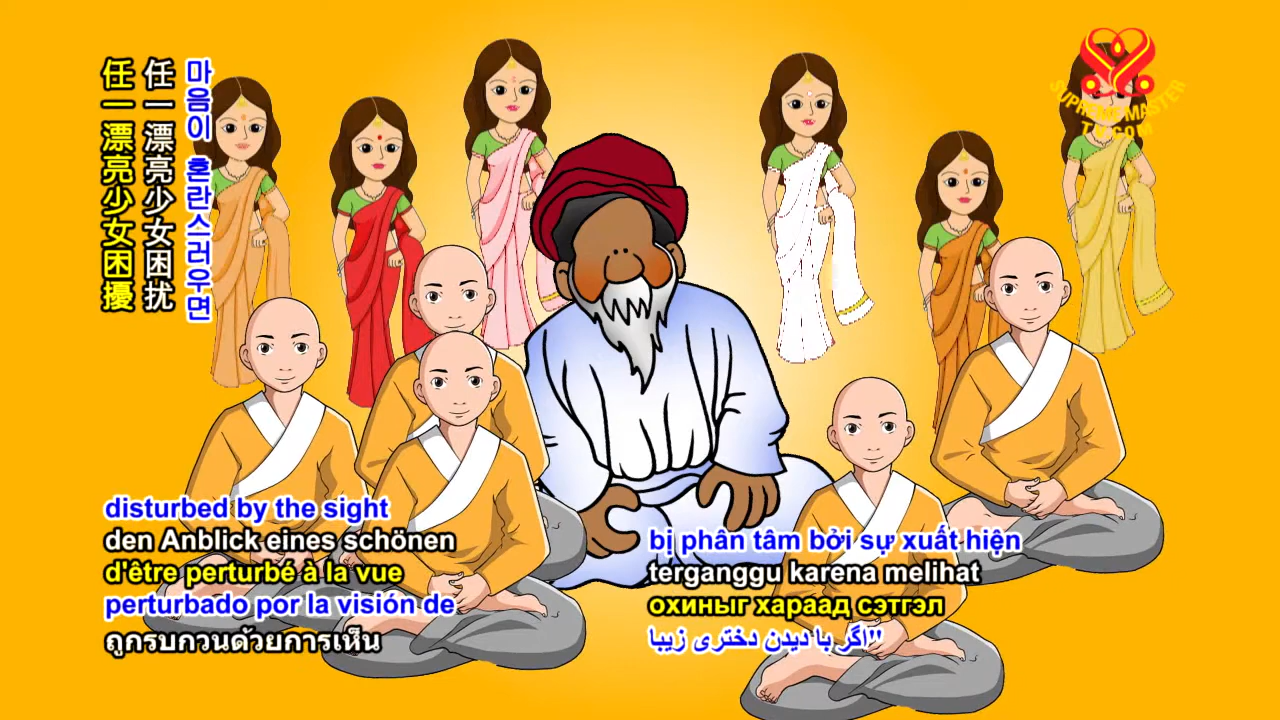 任一漂亮少女困擾
任一漂亮少女困扰
마음이 혼란스러우면
SUPREME MASTER
TV.COM
disturbed by the sight
den Anblick eines schönen
d'être perturbé à la vue
perturbado por la visión de
ถูกรบกวนด้วยการเห็น
bị phân tâm bởi sự xuất hiện
terganggu karena melihat
охиныг хараад сэтгэл
"اگر با دیدن دختری زیبا